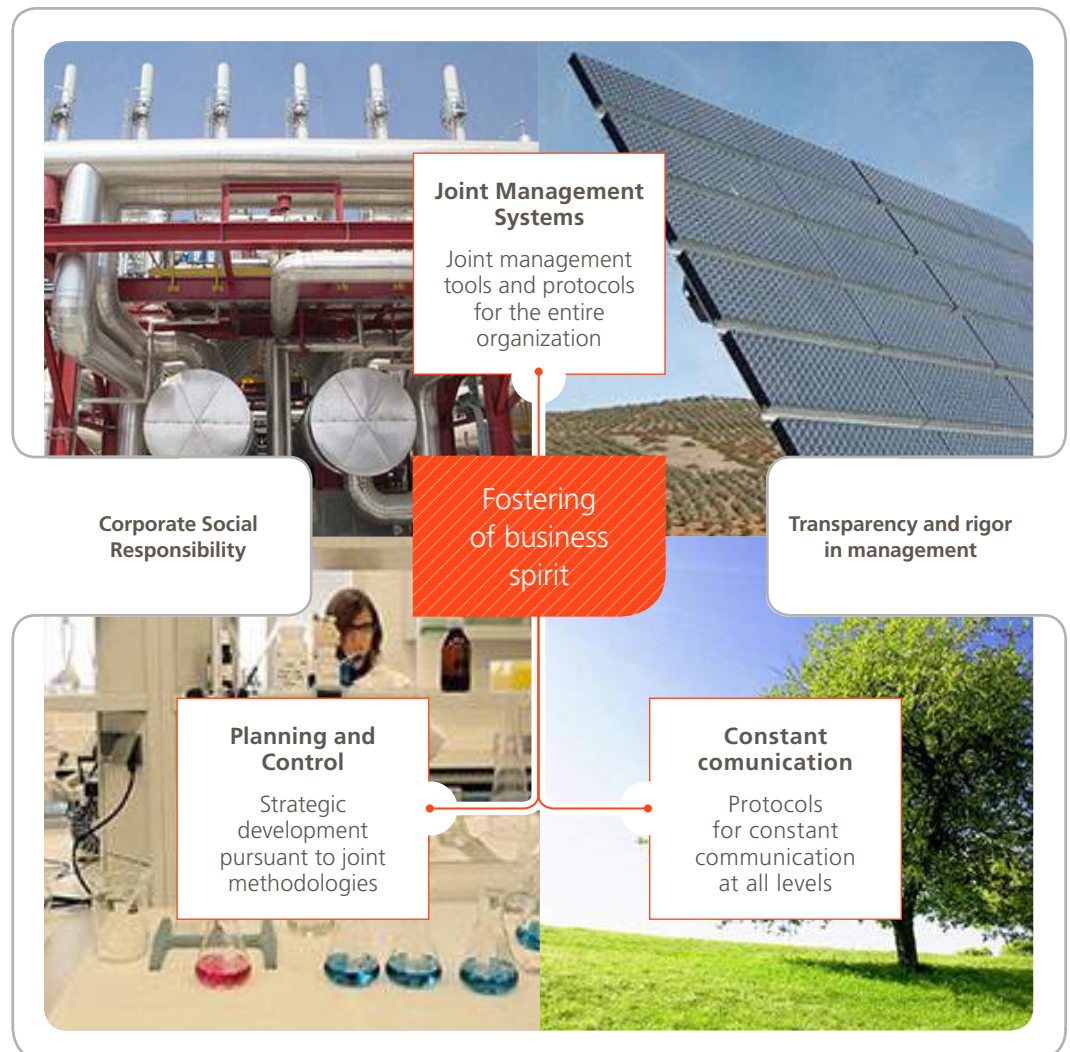 Joint Management
Systems
Joint management
tools and protocols
for the entire
organization
Corporate Social
Responsibility
Fostering
of business
spirit
Transparency and rigor
in management
Planning and
Control
Strategic
development
pursuant to joint
methodologies
Constant
comunication
Protocols
for constant
communication
at all levels